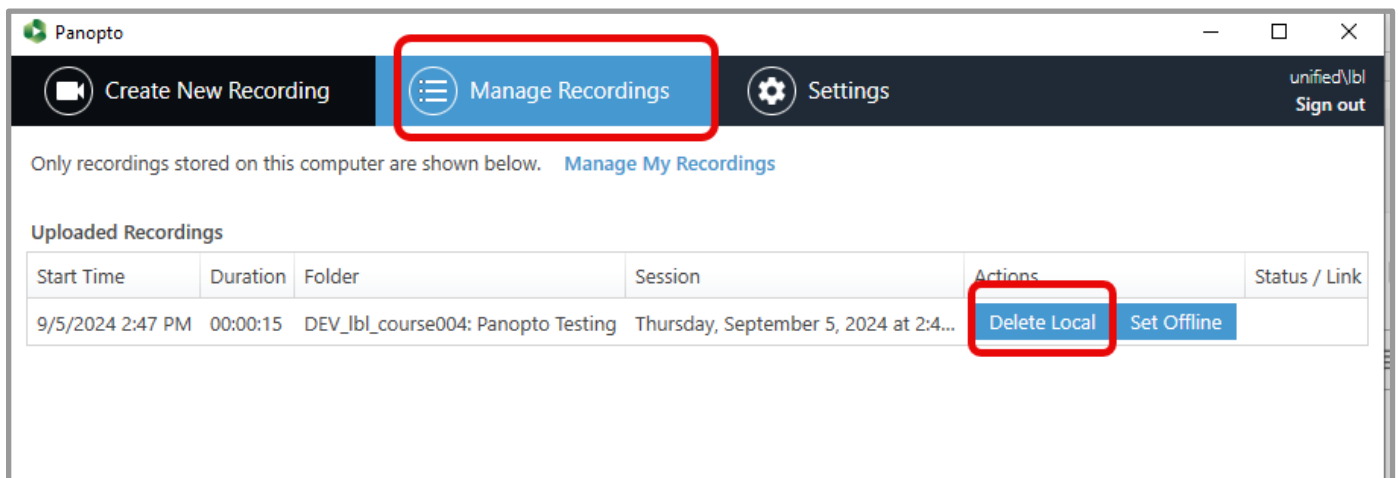 Panopto
Create New Recording Manage Recordings Settings unified\lbl
Sign out
Only recordings stored on this computer are shown below. Manage My Recordings
Uploaded Recordings
Start Time Duration Folder Session Actions Status / Link
9/5/2024 2:47 PM 00:00:15 DEV_lbl_course004: Panopto Testing Thursday, September 5, 2024 at 2:4... Delete Local Set Offline